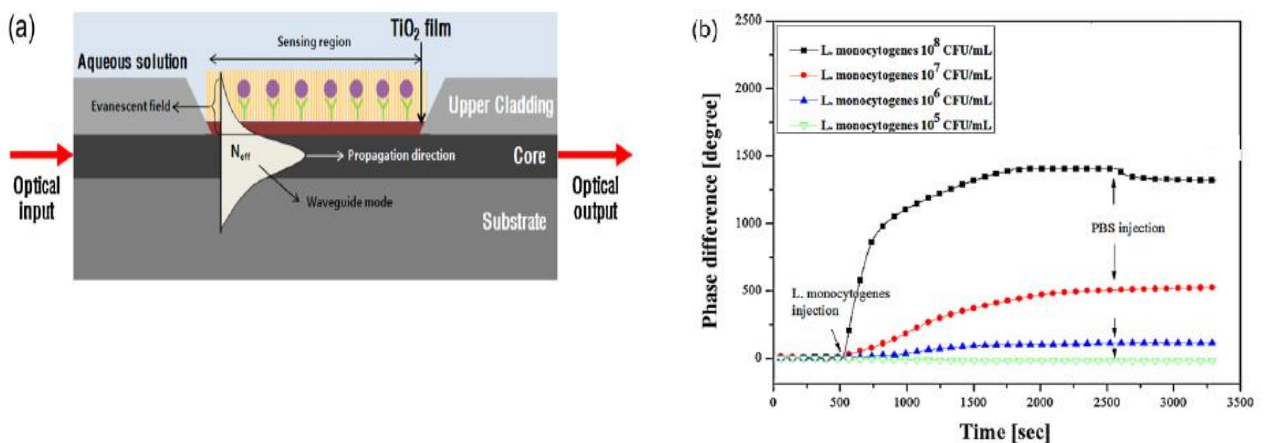 (a)
TiO2 film
Sensing region
Aqueous solution
Evanescent field
Upper Cladding
Neff
Propagation direction
Core
Optical
input
Optical
output
Waveguide mode
Substrate
(b)
2500
2000
1500
1000
500
0
Phase difference [degree]
L. monocytogenes 10^8 CFU/mL
L. monocytogenes 10^7 CFU/mL
L. monocytogenes 10^6 CFU/mL
L. monocytogenes 10^5 CFU/mL
PBS injection
L. monocytogenes
injection
0 500 1000 1500 2000 2500 3000 3500
Time [sec]